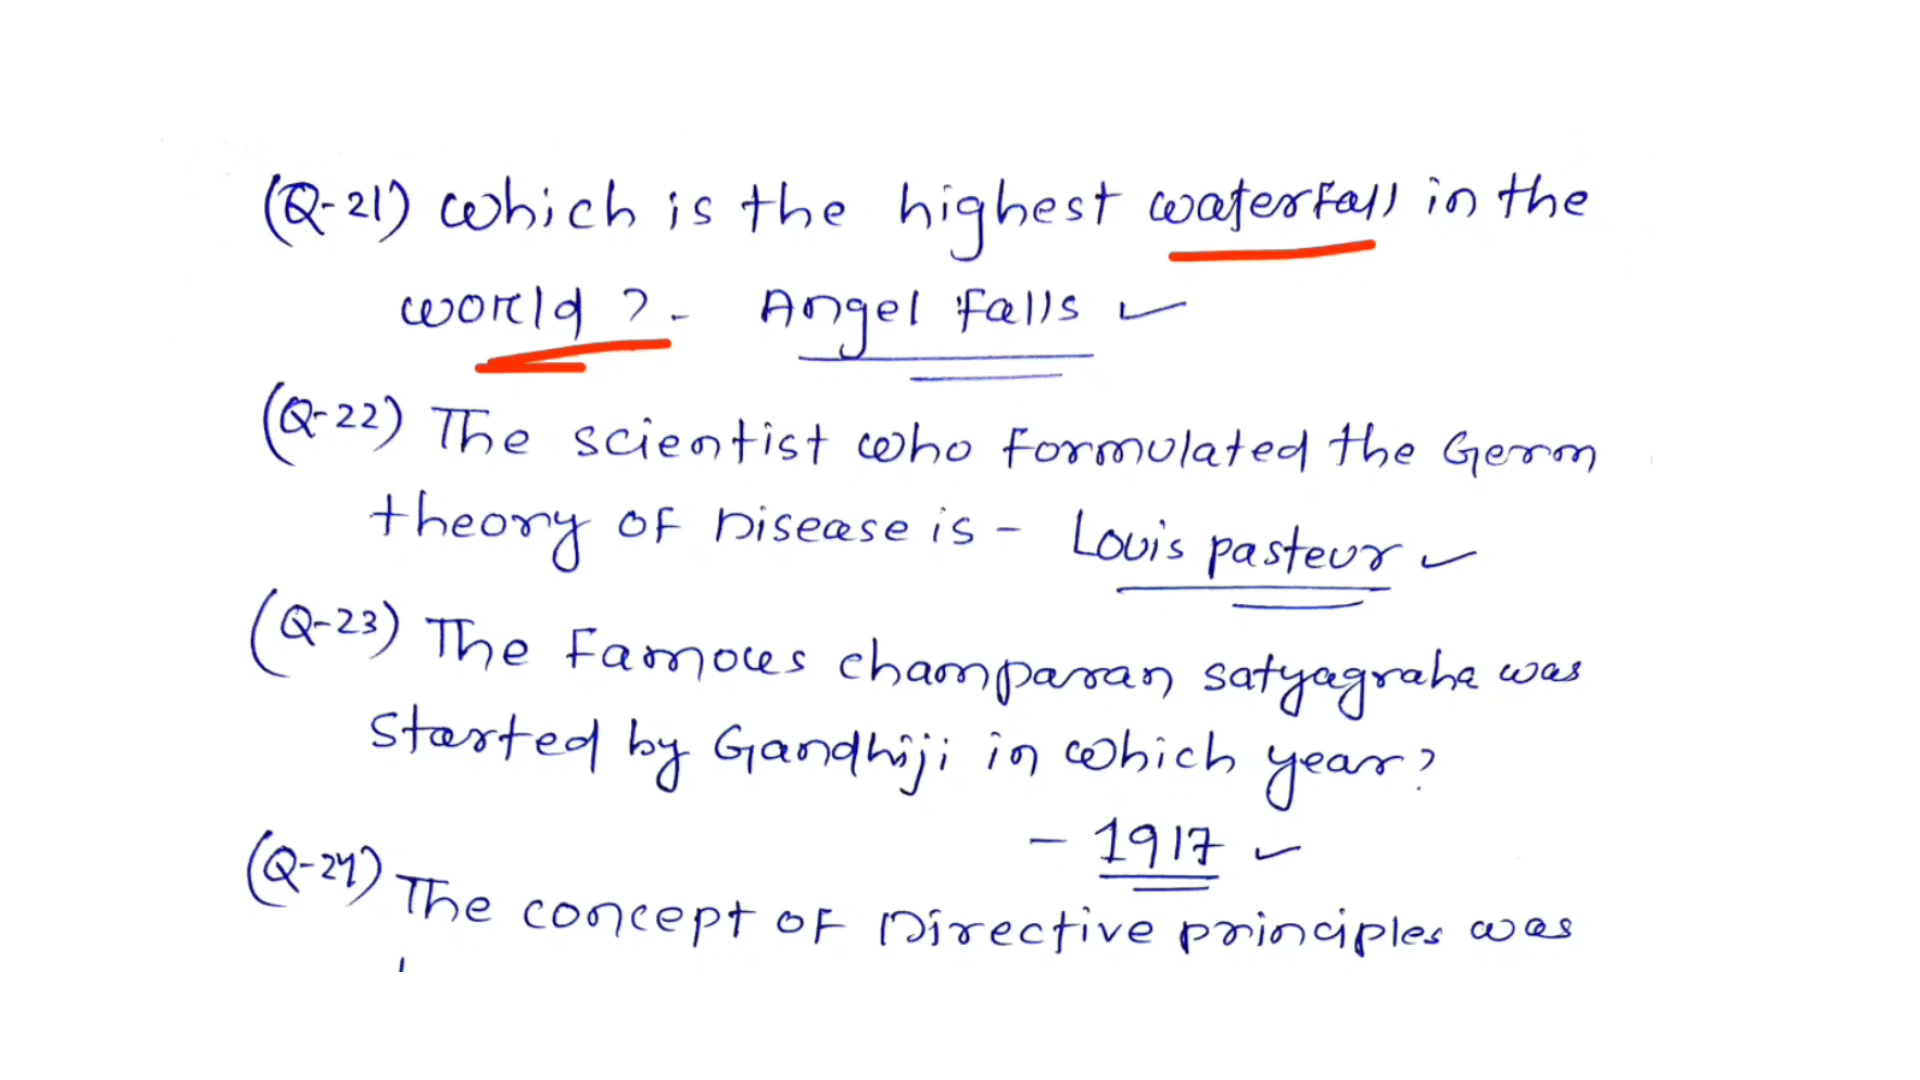 (Q-21) Which is the highest waterfall in the
world ? - Angel falls ✓
(Q-22) The scientist who formulated the Germ
theory of Disease is - Louis pasteur ✓
(Q-23) The Famous champaran satyagraha was
started by Gandhiji in which year?
- 1917 ✓
(Q-24) The concept of Directive principles was